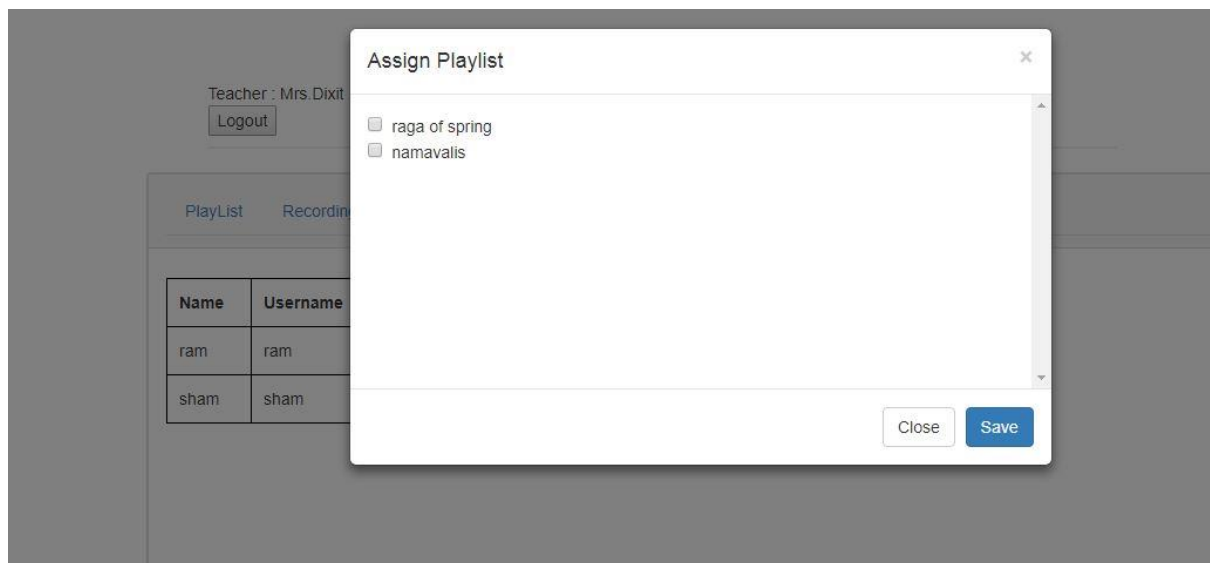 Assign Playlist ×
Teacher : Mrs.Dixit
Logout
raga of spring
namavalis
PlayList Recording
Name Username
ram ram
sham sham
Close Save